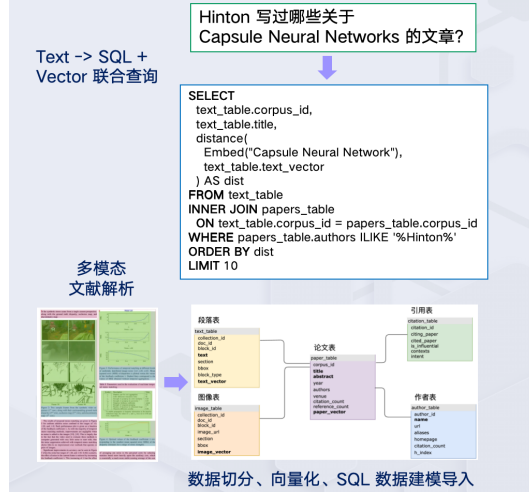 Hinton 写过哪些关于
Capsule Neural Networks 的文章?
Text -> SQL +
Vector 联合查询
SELECT
text_table.corpus_id,
text_table.title,
distance(
Embed("Capsule Neural Network"),
text_table.text_vector
) AS dist
FROM text_table
INNER JOIN papers_table
ON text_table.corpus_id = papers_table.corpus_id
WHERE papers_table.authors ILIKE '%Hinton%'
ORDER BY dist
LIMIT 10
多模态
文献解析
段落表
text_table
collection_id
doc_id
block_id
text
section
bbox
block_type
text_vector
图像表
image_table
collection_id
doc_id
block_id
image_url
section
bbox
image_vector
论文表
paper_table
corpus_id
title
abstract
year
authors
venue
citation_count
reference_count
paper_vector
引用表
citation_table
citation_id
citing_paper
cited_paper
is_influential
contexts
intent
作者表
author_table
author_id
name
url
aliases
homepage
citation_count
h_index
数据切分、向量化、SQL 数据建模导入